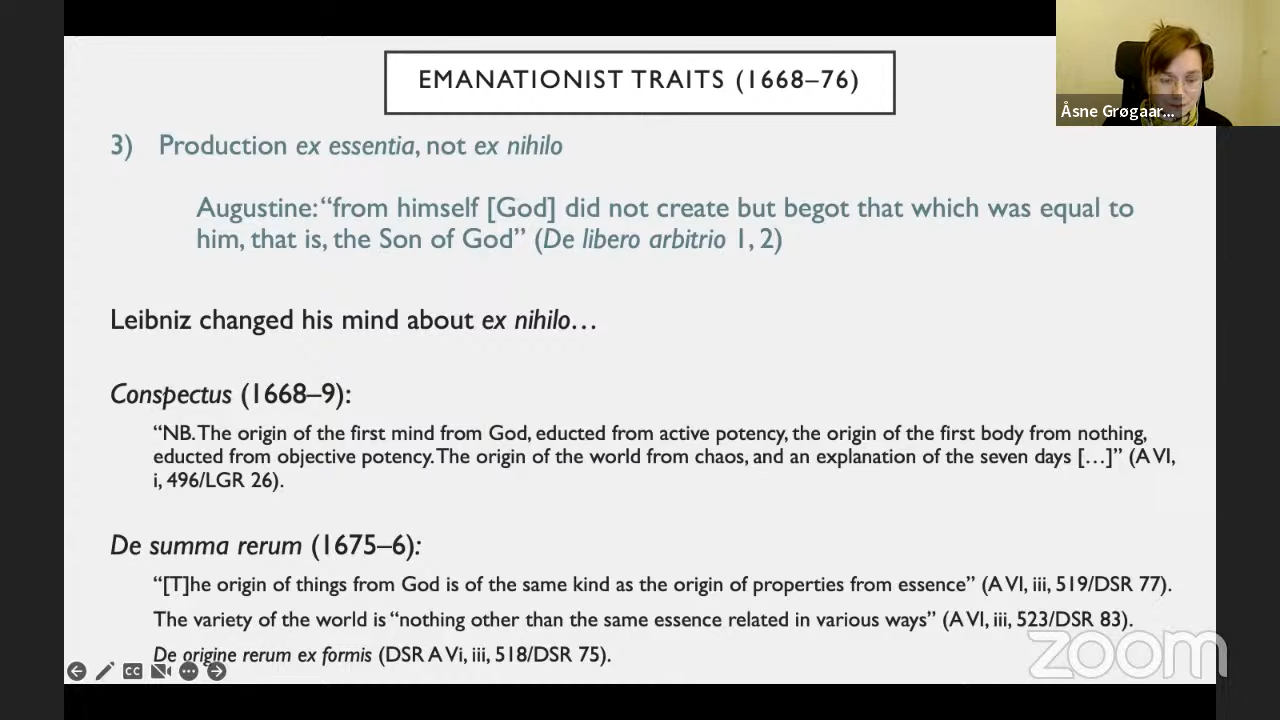 EMANATIONIST TRAITS (1668–76)
Åsne Grøgaar...
3) Production ex essentia, not ex nihilo
Augustine: “from himself [God] did not create but begot that which was equal to
him, that is, the Son of God” (De libero arbitrio 1, 2)
Leibniz changed his mind about ex nihilo…
Conspectus (1668–9):
“NB. The origin of the first mind from God, educted from active potency, the origin of the first body from nothing,
educted from objective potency. The origin of the world from chaos, and an explanation of the seven days […]” (A VI,
i, 496/LGR 26).
De summa rerum (1675–6):
“[T]he origin of things from God is of the same kind as the origin of properties from essence” (A VI, iii, 519/DSR 77).
The variety of the world is “nothing other than the same essence related in various ways” (A VI, iii, 523/DSR 83).
De origine rerum ex formis (DSR A Vi, iii, 518/DSR 75).
CC
zoom